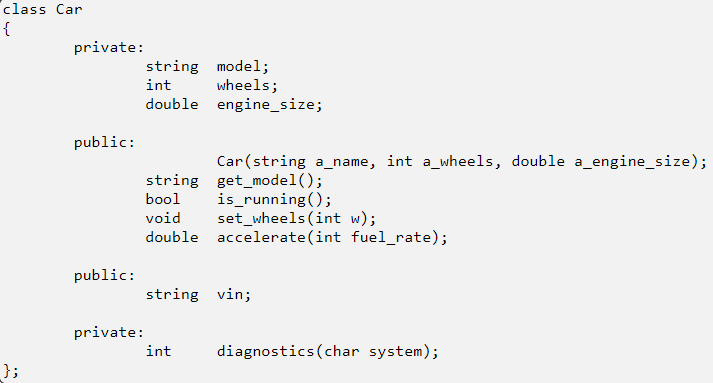 class Car
{
private:
string model;
int wheels;
double engine_size;
public:
Car(string a_name, int a_wheels, double a_engine_size);
string get_model();
bool is_running();
void set_wheels(int w);
double accelerate(int fuel_rate);
public:
string vin;
private:
int diagnostics(char system);
};